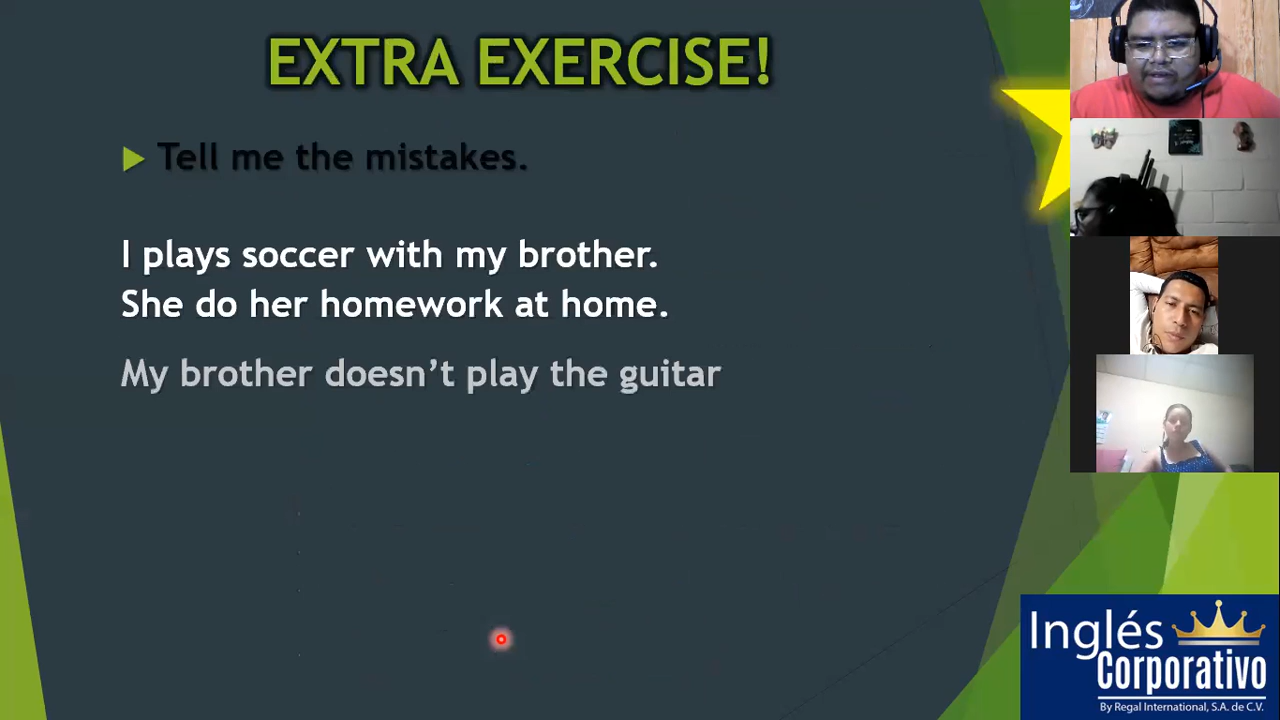 EXTRA EXERCISE!
Tell me the mistakes.
I plays soccer with my brother.
She do her homework at home.
My brother doesn’t play the guitar
Inglés
Corporativo
By Regal International, S.A. de C.V.